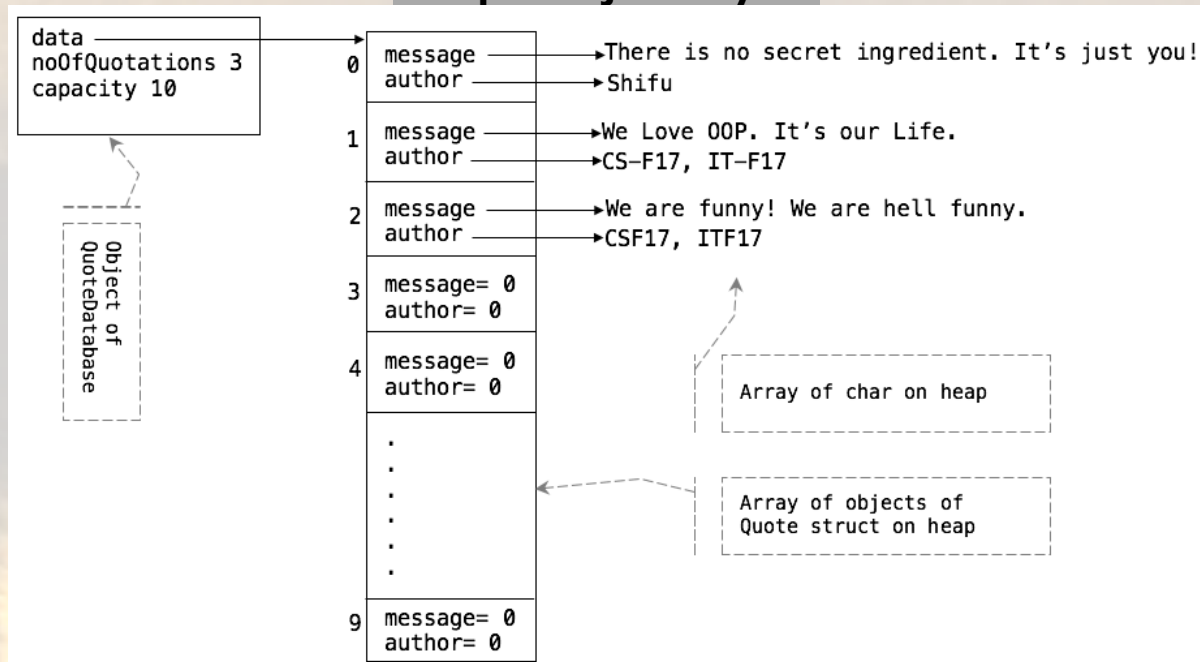 data
noOfQuotations 3
capacity 10
Object of
QuoteDatabase
0
message
author
There is no secret ingredient. It's just you!
Shifu
1
message
author
We Love OOP. It's our Life.
CS-F17, IT-F17
2
message
author
We are funny! We are hell funny.
CSF17, ITF17
3
message= 0
author= 0
4
message= 0
author= 0
.
.
.
.
.
.
9
message= 0
author= 0
Array of char on heap
Array of objects of
Quote struct on heap